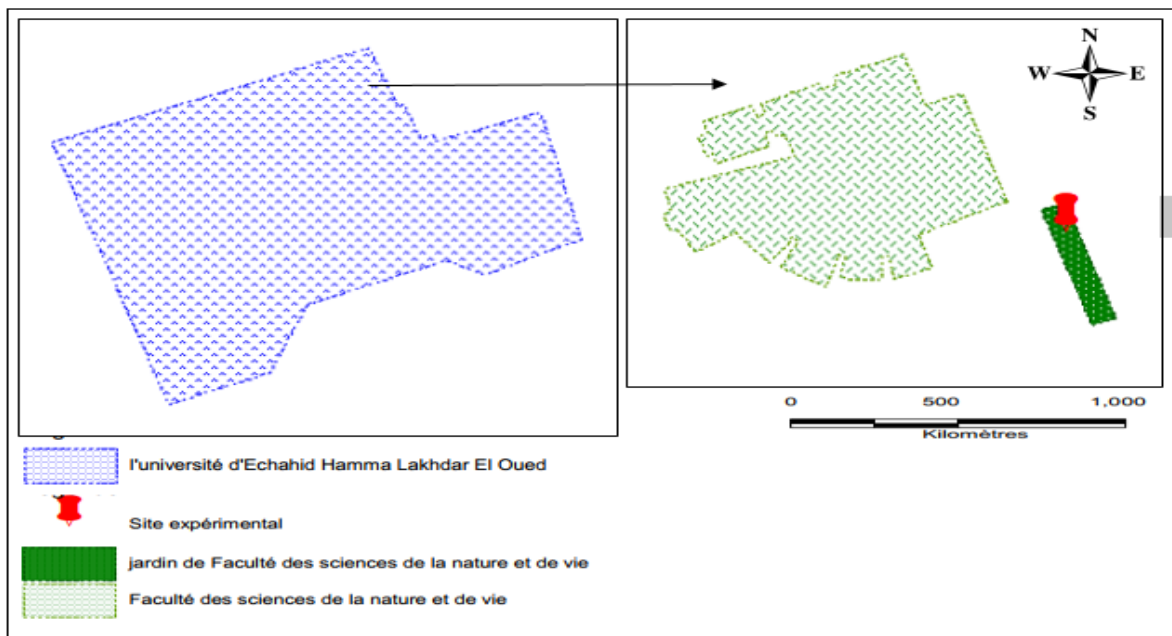 N
W E
S
0 500 1,000
Kilomètres
l'université d'Echahid Hamma Lakhdar El Oued
Site expérimental
jardin de Faculté des sciences de la nature et de vie
Faculté des sciences de la nature et de vie